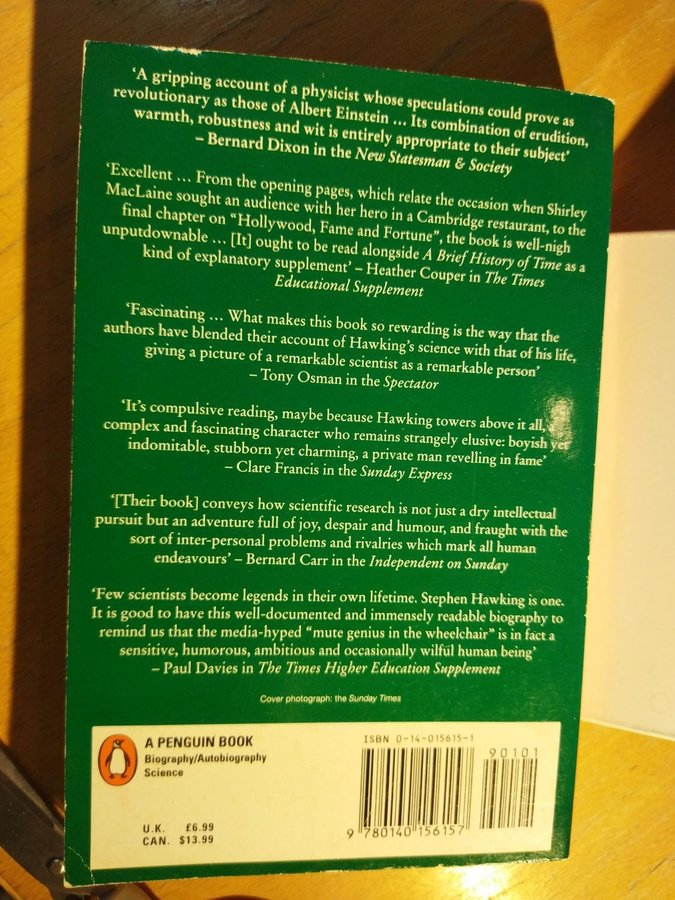 ‘A gripping account of a physicist whose speculations could prove as
revolutionary as those of Albert Einstein ... Its combination of erudition,
warmth, robustness and wit is entirely appropriate to their subject’
– Bernard Dixon in the New Statesman & Society
‘Excellent ... From the opening pages, which relate the occasion when Shirley
MacLaine sought an audience with her hero in a Cambridge restaurant, to the
final chapter on “Hollywood, Fame and Fortune”, the book is well-nigh
unputdownable ... [It] ought to be read alongside A Brief History of Time as a
kind of explanatory supplement’ – Heather Couper in The Times
Educational Supplement
‘Fascinating ... What makes this book so rewarding is the way that the
authors have blended their account of Hawking’s science with that of his life,
giving a picture of a remarkable scientist as a remarkable person’
– Tony Osman in the Spectator
‘It’s compulsive reading, maybe because Hawking towers above it all, a
complex and fascinating character who remains strangely elusive: boyish yet
indomitable, stubborn yet charming, a private man revelling in fame’
– Clare Francis in the Sunday Express
‘[Their book] conveys how scientific research is not just a dry intellectual
pursuit but an adventure full of joy, despair and humour, and fraught with the
sort of inter-personal problems and rivalries which mark all human
endeavours’ – Bernard Carr in the Independent on Sunday
‘Few scientists become legends in their own lifetime. Stephen Hawking is one.
It is good to have this well-documented and immensely readable biography to
remind us that the media-hyped “mute genius in the wheelchair” is in fact a
sensitive, humorous, ambitious and occasionally wilful human being’
– Paul Davies in The Times Higher Education Supplement
Cover photograph: the Sunday Times
A PENGUIN BOOK
Biography/Autobiography
Science
U.K. £6.99
CAN. $13.99
ISBN 0-14-015615-1
90101
9 780140 156157